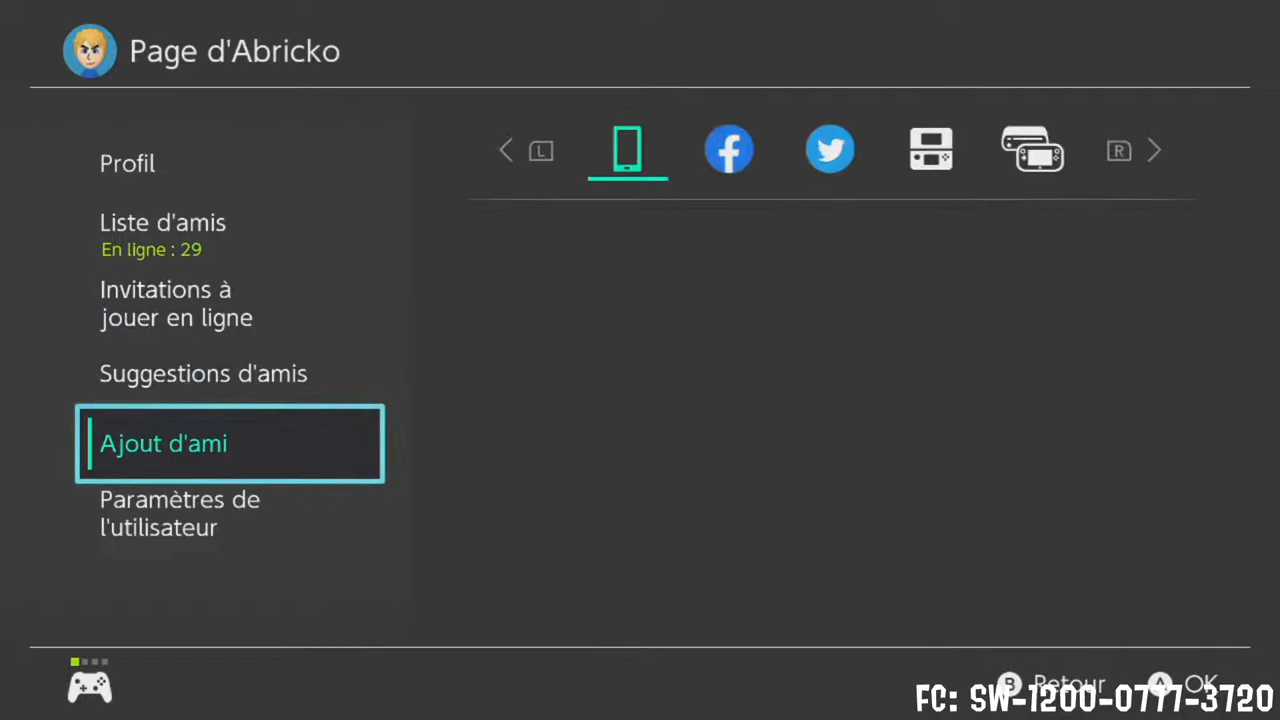 Page d'Abricko
L
R
Profil
Liste d'amis
En ligne : 29
Invitations à
jouer en ligne
Suggestions d'amis
Ajout d'ami
Paramètres de
l'utilisateur
B Retour A OK
FC: SW-1200-0777-3720